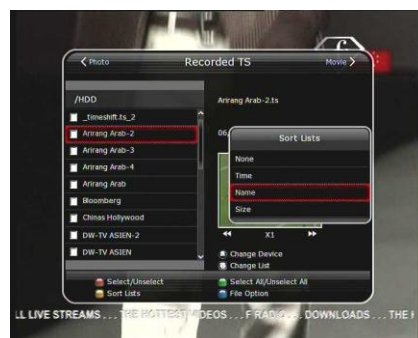 Photo
Recorded TS
Movie
/HDD
Arirang Arab-2.ts
_timeshift.ts_2
Arirang Arab-2
06.
Arirang Arab-3
Arirang Arab-4
Arirang Arab
Bloomberg
Chinas Hollywood
DW-TV ASIEN-2
DW-TV ASIEN
Sort Lists
None
Time
Name
Size
X1
Change Device
Change List
Select/Unselect
Select All/Unselect All
Sort Lists
File Option
LL LIVE STREAMS . . . THE HOTTEST VIDEOS . . . F RADIO . . . DOWNLOADS . . . THE